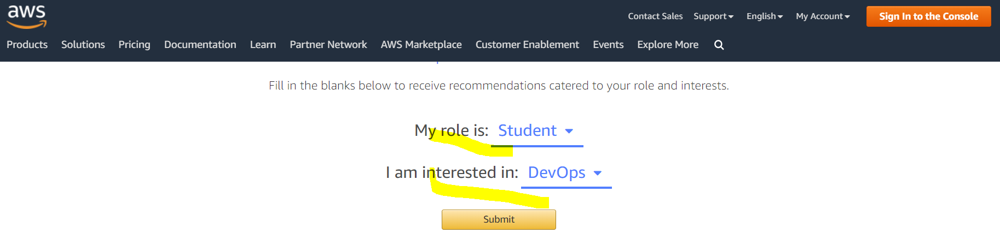 aws
Contact Sales Support English My Account Sign In to the Console
Products Solutions Pricing Documentation Learn Partner Network AWS Marketplace Customer Enablement Events Explore More
Fill in the blanks below to receive recommendations catered to your role and interests.
My role is: Student
I am interested in: DevOps
Submit